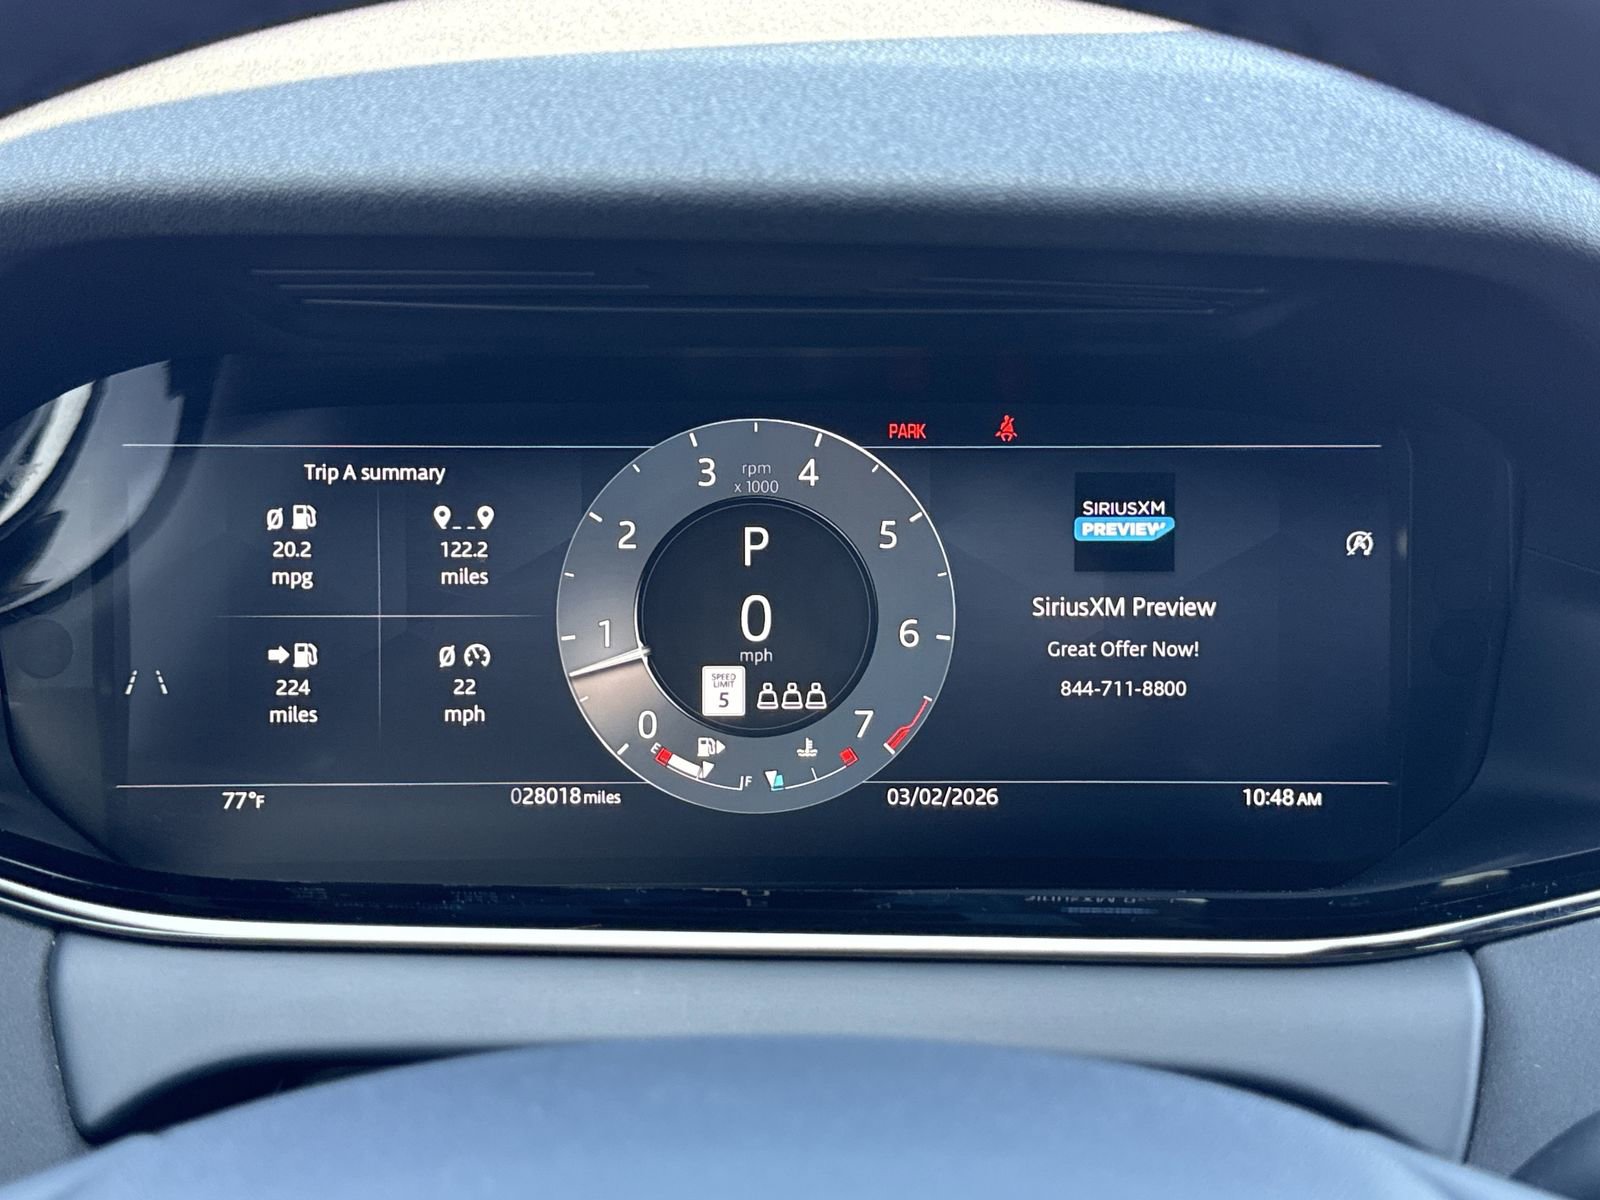 PARK
Trip A summary
20.2
mpg
122.2
miles
224
miles
22
mph
3
rpm
x 1000
4
2
5
1
6
0
7
P
0
mph
SPEED
LIMIT
5
E
F
SIRIUSXM
PREVIEW
SiriusXM Preview
Great Offer Now!
844-711-8800
A
77°F
028018 miles
03/02/2026
10:48 AM